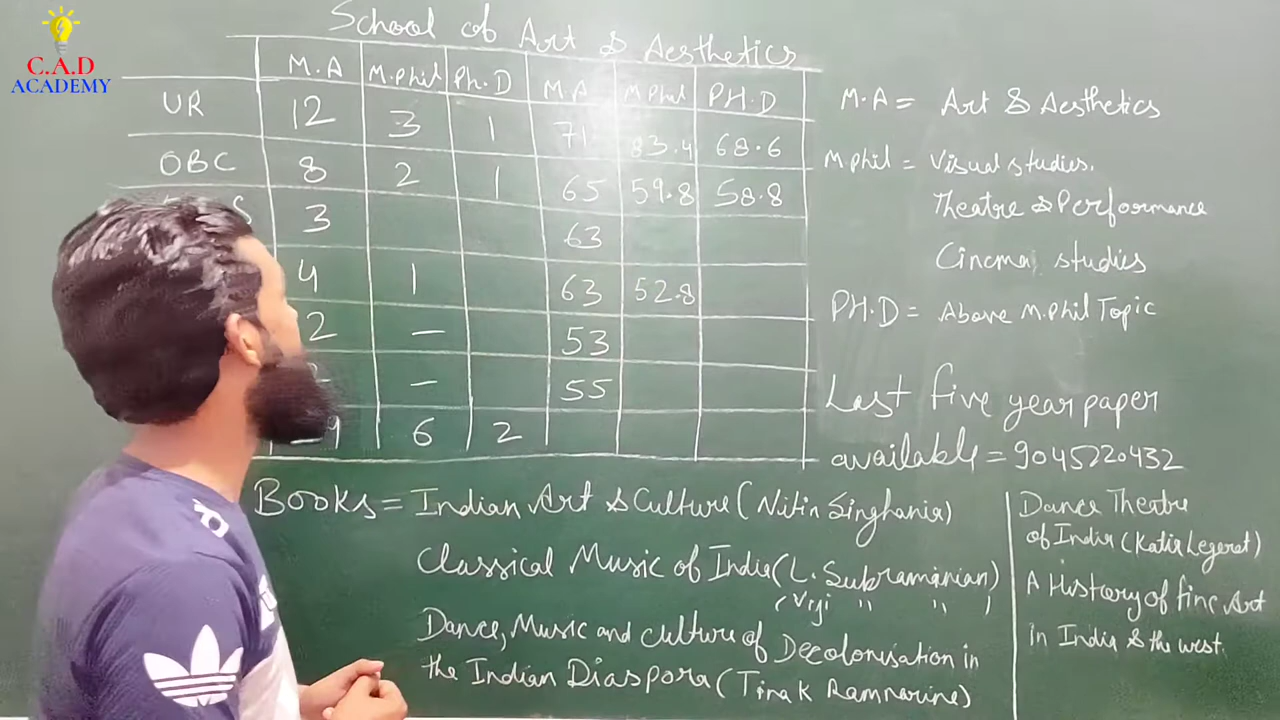 C.A.D
ACADEMY
School of Art & Aesthetics
M.A M.Phil Ph.D M.A M Phil PH.D
UR 12 3 1 71 83.4 68.6
OBC 8 2 1 65 59.8 58.8
S 3 63
4 1 63 52.8
2 – 53
– 55
6 2
M.A = Art & Aesthetics
M.phil = Visual studies.
Theatre & Performance
Cinema studies
PH.D = Above M.phil Topic
Last five year paper
available = 9045220432
Books = Indian Art & Culture (Nitin Singhania)
Classical Music of India (L. Subramanian)
(Viji " " )
Dance, Music and culture of Decolonisation in
the Indian Diaspora (Tina K Ramnarine)
Dance Theatre
of India (Katia Legeret)
A History of fine Art
in India & the west.